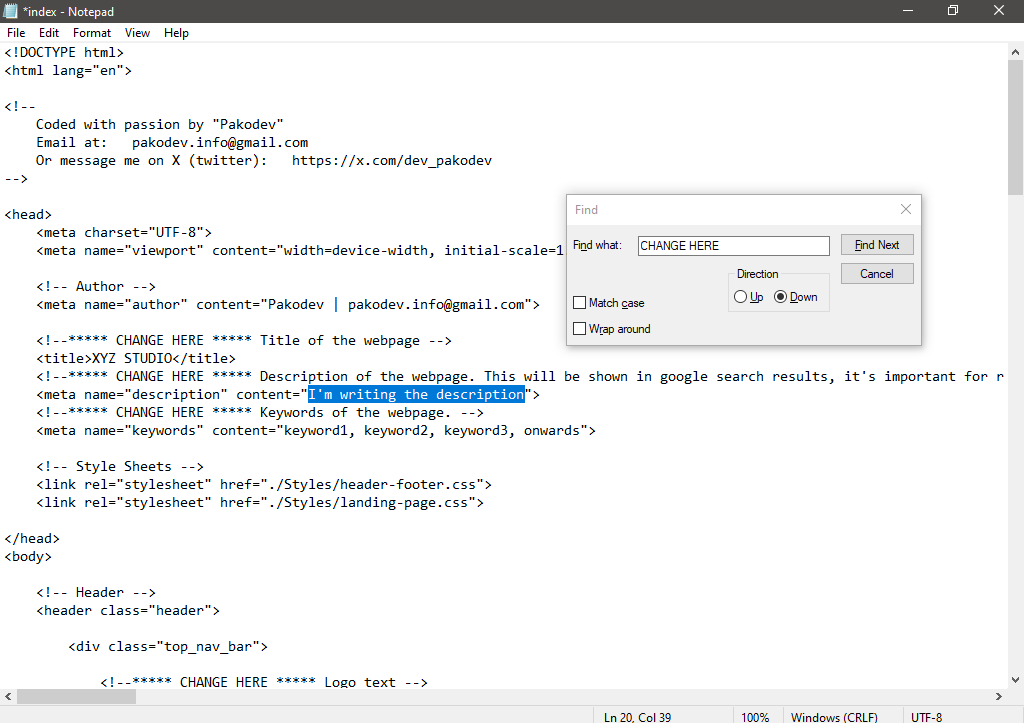 *index - Notepad
File Edit Format View Help
<!DOCTYPE html>
<html lang="en">
<!--
Coded with passion by "Pakodev"
Email at:   pakodev.info@gmail.com
Or message me on X (twitter):   https://x.com/dev_pakodev
-->
<head>
<meta charset="UTF-8">
<meta name="viewport" content="width=device-width, initial-scale=1
<!-- Author -->
<meta name="author" content="Pakodev | pakodev.info@gmail.com">
<!--***** CHANGE HERE ***** Title of the webpage -->
<title>XYZ STUDIO</title>
<!--***** CHANGE HERE ***** Description of the webpage. This will be shown in google search results, it's important for r
<meta name="description" content="I'm writing the description">
<!--***** CHANGE HERE ***** Keywords of the webpage. -->
<meta name="keywords" content="keyword1, keyword2, keyword3, onwards">
<!-- Style Sheets -->
<link rel="stylesheet" href="./Styles/header-footer.css">
<link rel="stylesheet" href="./Styles/landing-page.css">
</head>
<body>
<!-- Header -->
<header class="header">
<div class="top_nav_bar">
<!--***** CHANGE HERE ***** Logo text -->
Find
Find what: CHANGE HERE Find Next
Direction Cancel
Up Down
Match case
Wrap around
Ln 20, Col 39 100% Windows (CRLF) UTF-8